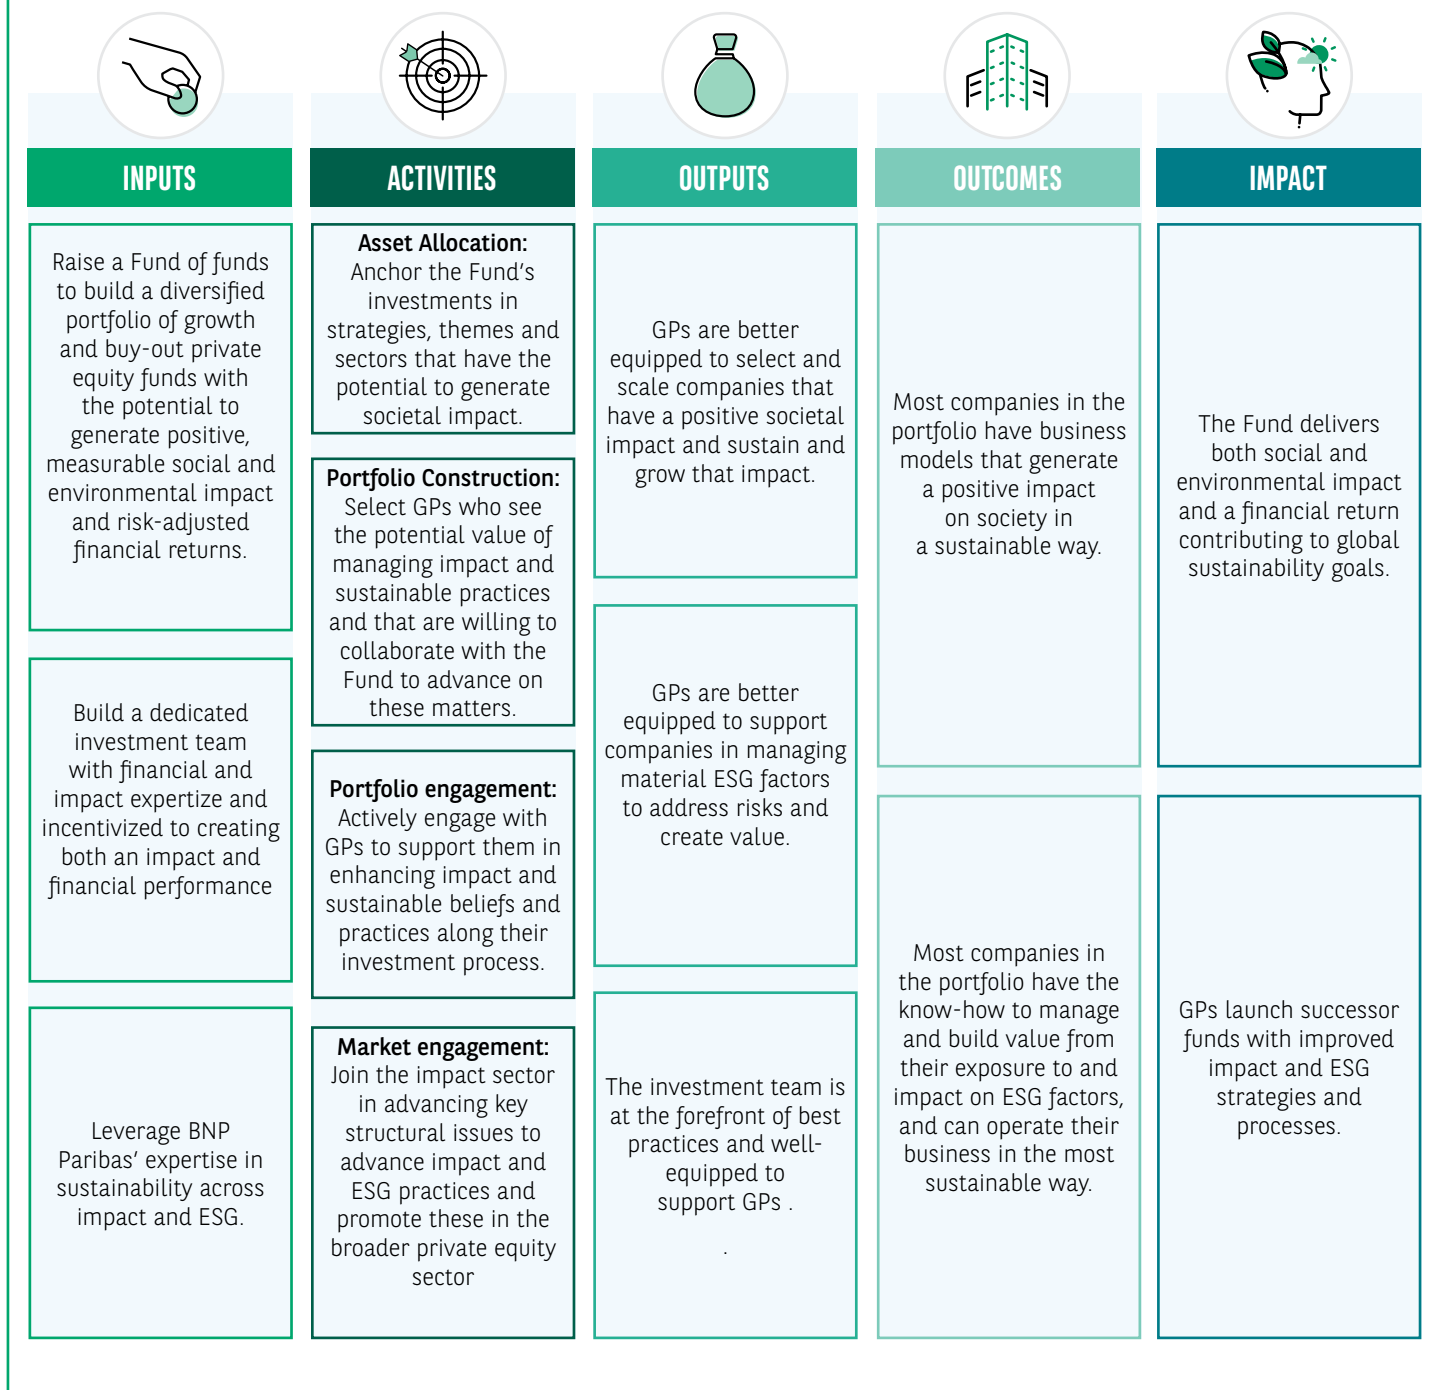 INPUTS
Raise a Fund of funds
to build a diversified
portfolio of growth
and buy-out private
equity funds with
the potential to
generate positive,
measurable social and
environmental impact
and risk-adjusted
financial returns.
Build a dedicated
investment team
with financial and
impact expertize and
incentivized to creating
both an impact and
financial performance
Leverage BNP
Paribas' expertise in
sustainability across
impact and ESG.
ACTIVITIES
Asset Allocation:
Anchor the Fund's
investments in
strategies, themes and
sectors that have the
potential to generate
societal impact.
Portfolio Construction:
Select GPs who see
the potential value of
managing impact and
sustainable practices
and that are willing to
collaborate with the
Fund to advance on
these matters.
Portfolio engagement:
Actively engage with
GPs to support them in
enhancing impact and
sustainable beliefs and
practices along their
investment process.
Market engagement:
Join the impact sector
in advancing key
structural issues to
advance impact and
ESG practices and
promote these in the
broader private equity
sector
OUTPUTS
GPs are better
equipped to select and
scale companies that
have a positive societal
impact and sustain and
grow that impact.
GPs are better
equipped to support
companies in managing
material ESG factors
to address risks and
create value.
The investment team is
at the forefront of best
practices and well-
equipped to
support GPs .
.
OUTCOMES
Most companies in the
portfolio have business
models that generate
a positive impact
on society in
a sustainable way.
Most companies in
the portfolio have the
know-how to manage
and build value from
their exposure to and
impact on ESG factors,
and can operate their
business in the most
sustainable way.
IMPACT
The Fund delivers
both social and
environmental impact
and a financial return
contributing to global
sustainability goals.
GPs launch successor
funds with improved
impact and ESG
strategies and
processes.